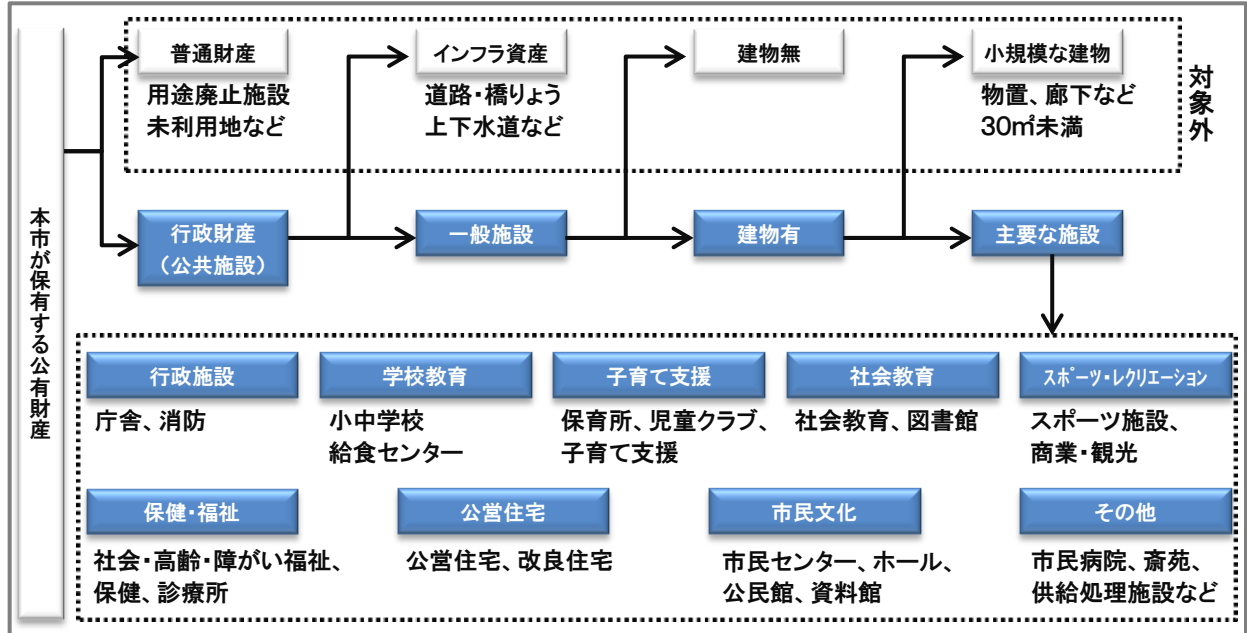 本市が保有する公有財産
普通財産
用途廃止施設
未利用地など
インフラ資産
道路・橋りょう
上下水道など
建物無
小規模な建物
物置、廊下など
30㎡未満
対象外
行政財産
（公共施設）
一般施設
建物有
主要な施設
行政施設
庁舎、消防
学校教育
小中学校
給食センター
子育て支援
保育所、児童クラブ、
子育て支援
社会教育
社会教育、図書館
ｽﾎﾟｰﾂ・ﾚｸﾘｴｰｼｮﾝ
スポーツ施設、
商業・観光
保健・福祉
社会・高齢・障がい福祉、
保健、診療所
公営住宅
公営住宅、改良住宅
市民文化
市民センター、ホール、
公民館、資料館
その他
市民病院、斎苑、
供給処理施設など